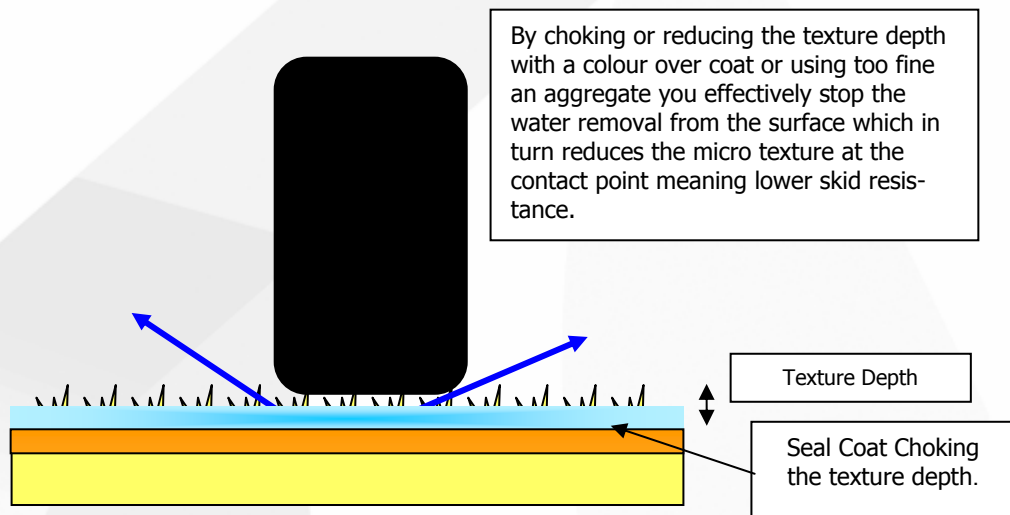 By choking or reducing the texture depth
with a colour over coat or using too fine
an aggregate you effectively stop the
water removal from the surface which in
turn reduces the micro texture at the
contact point meaning lower skid resis-
tance.
Texture Depth
Seal Coat Choking
the texture depth.